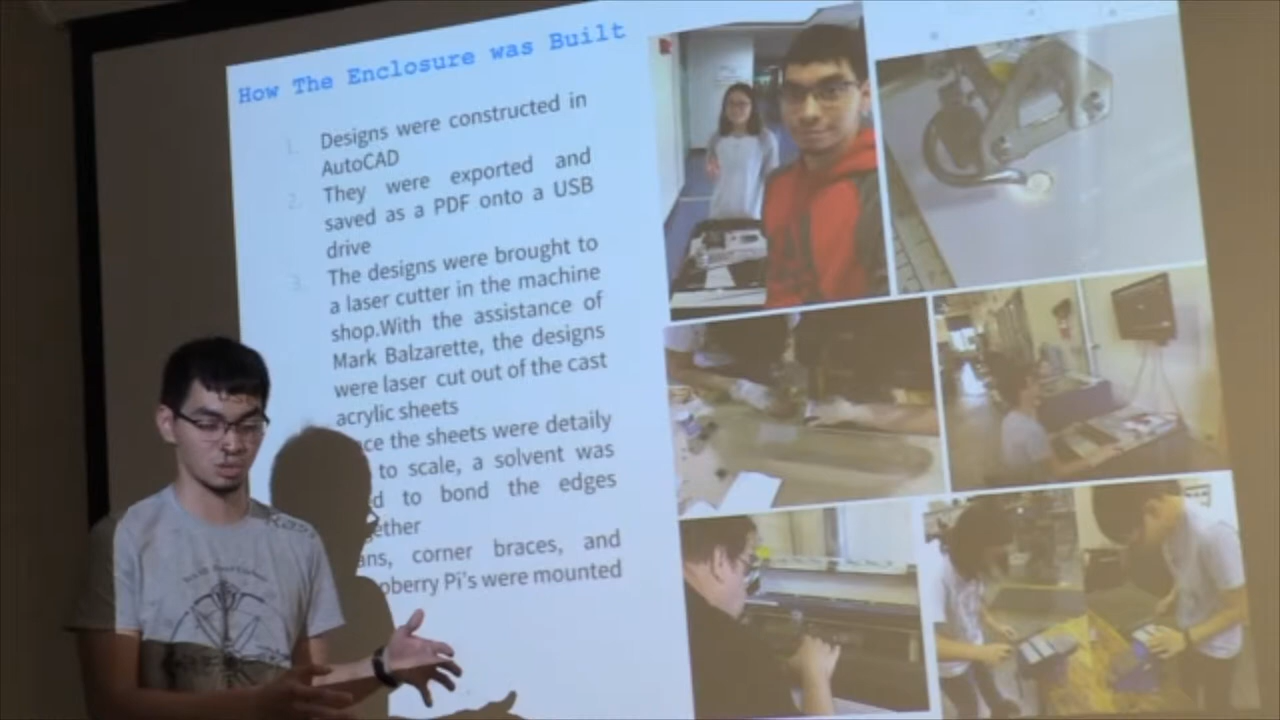 How The Enclosure was Built
1. Designs were constructed in
AutoCAD
2. They were exported and
saved as a PDF onto a USB
drive
3. The designs were brought to
a laser cutter in the machine
shop.With the assistance of
Mark Balzarette, the designs
were laser cut out of the cast
acrylic sheets
ce the sheets were detaily
to scale, a solvent was
d to bond the edges
ether
ans, corner braces, and
pberry Pi's were mounted